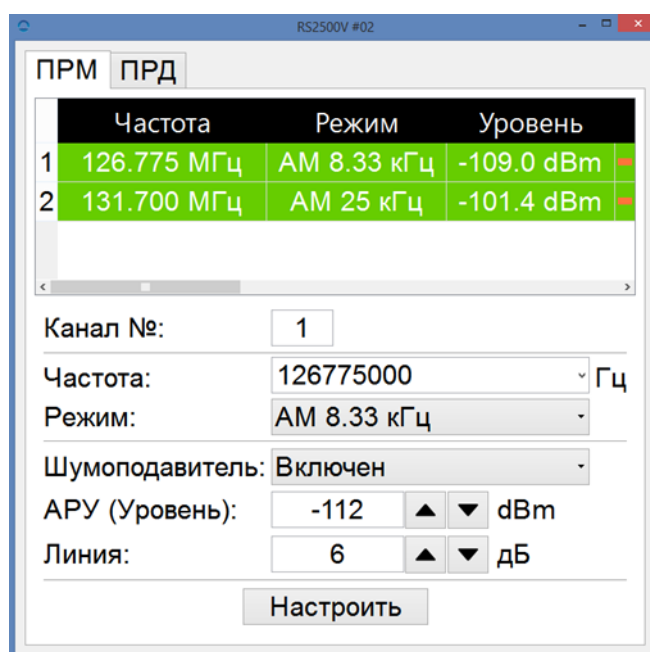 RS2500V #02
ПРМ ПРД
Частота Режим Уровень
1 126.775 МГц АМ 8.33 кГц -109.0 dBm
2 131.700 МГц АМ 25 кГц -101.4 dBm
Канал №: 1
Частота: 126775000 Гц
Режим: АМ 8.33 кГц
Шумоподавитель: Включен
АРУ (Уровень): -112 dBm
Линия: 6 дБ
Настроить